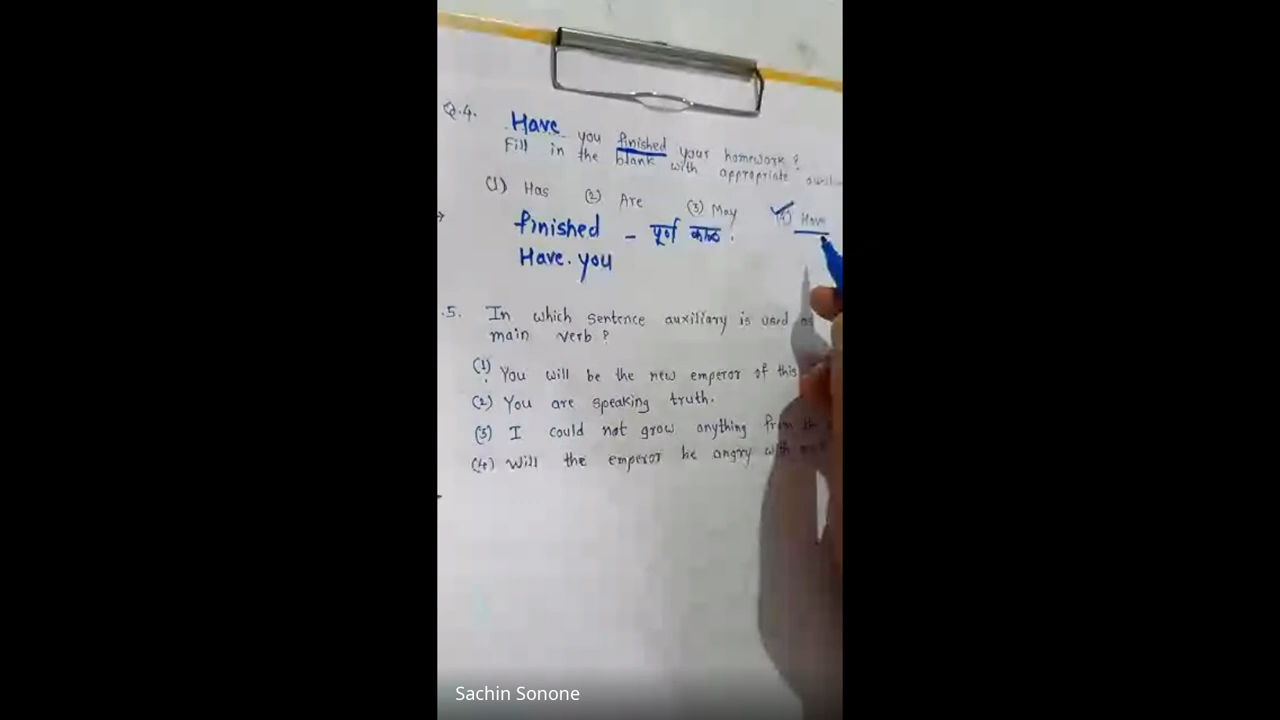 Q.4. Have you finished your homework?
Fill in the blank with appropriate
(1) Has (2) Are (3) May (4) Have
finished - पूर्ण काळ.
Have. you
.5. In which sentence auxiliary is used as
main verb?
(1) You will be the new emperor of this
(2) You are speaking truth.
(3) I could not grow anything from
(4) Will the emperor be angry with
Sachin Sonone